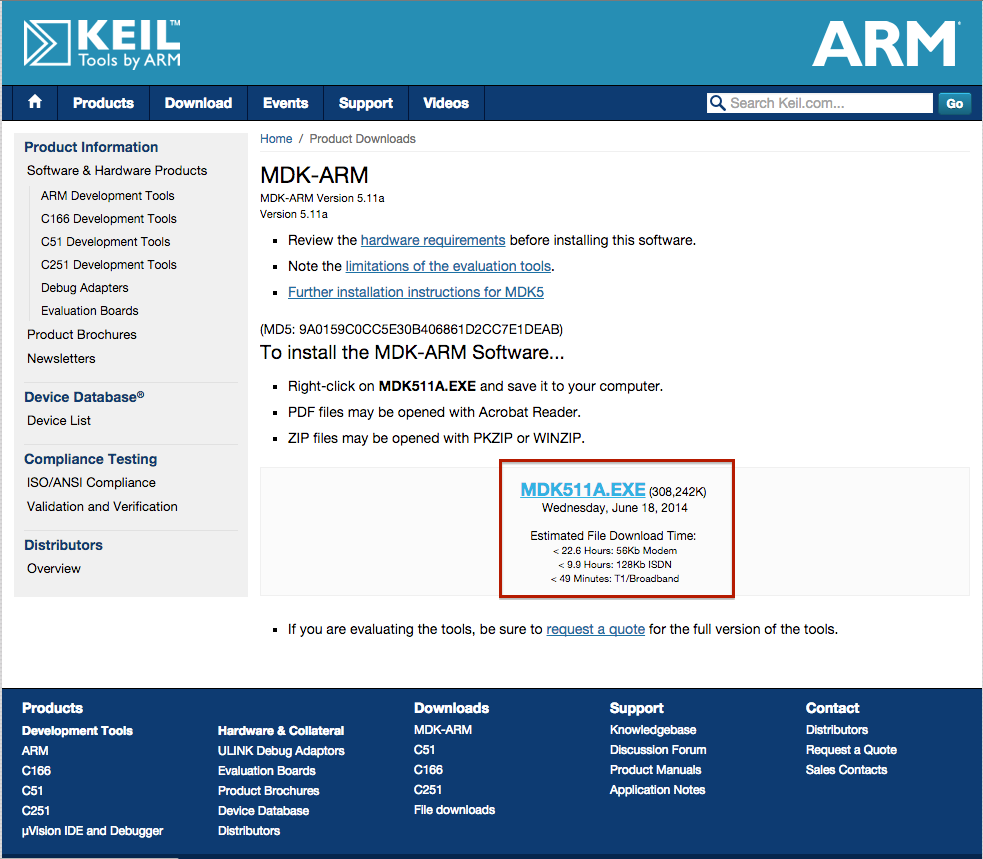 KEIL™
Tools by ARM
ARM®
Products Download Events Support Videos Search Keil.com... Go
Product Information
Software & Hardware Products
ARM Development Tools
C166 Development Tools
C51 Development Tools
C251 Development Tools
Debug Adapters
Evaluation Boards
Product Brochures
Newsletters
Device Database®
Device List
Compliance Testing
ISO/ANSI Compliance
Validation and Verification
Distributors
Overview
Home / Product Downloads
MDK-ARM
MDK-ARM Version 5.11a
Version 5.11a
▪ Review the hardware requirements before installing this software.
▪ Note the limitations of the evaluation tools.
▪ Further installation instructions for MDK5
(MD5: 9A0159C0CC5E30B406861D2CC7E1DEAB)
To install the MDK-ARM Software...
▪ Right-click on MDK511A.EXE and save it to your computer.
▪ PDF files may be opened with Acrobat Reader.
▪ ZIP files may be opened with PKZIP or WINZIP.
MDK511A.EXE (308,242K)
Wednesday, June 18, 2014
Estimated File Download Time:
< 22.6 Hours: 56Kb Modem
< 9.9 Hours: 128Kb ISDN
< 49 Minutes: T1/Broadband
▪ If you are evaluating the tools, be sure to request a quote for the full version of the tools.
Products
Development Tools
ARM
C166
C51
C251
µVision IDE and Debugger
Hardware & Collateral
ULINK Debug Adaptors
Evaluation Boards
Product Brochures
Device Database
Distributors
Downloads
MDK-ARM
C51
C166
C251
File downloads
Support
Knowledgebase
Discussion Forum
Product Manuals
Application Notes
Contact
Distributors
Request a Quote
Sales Contacts